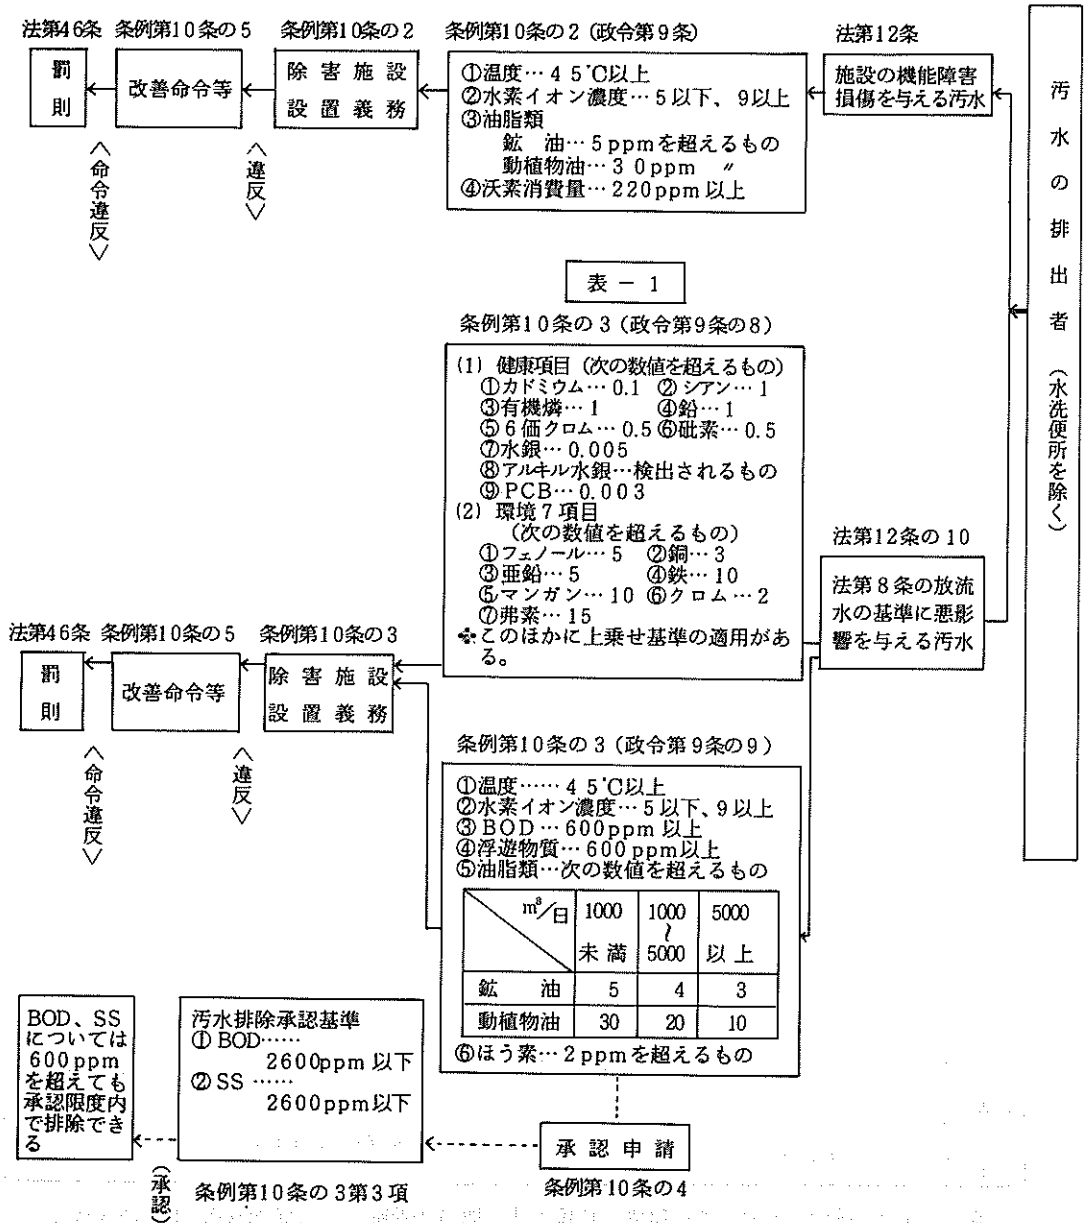 法第46条 条例第10条の5 条例第10条の2 条例第10条の2(政令第9条) 法第12条
罰則
改善命令等
除害施設
設置義務
①温度…45℃以上
②水素イオン濃度…5以下、9以上
③油脂類
鉱 油…5ppmを超えるもの
動植物油…30ppm 〃
④沃素消費量…220ppm以上
施設の機能障害
損傷を与える汚水
汚水の排出者(水洗便所を除く)
<命令違反>
<違反>
表-1
条例第10条の3(政令第9条の8)
(1) 健康項目(次の数値を超えるもの)
①カドミウム…0.1 ②シアン…1
③有機燐…1 ④鉛…1
⑤6価クロム…0.5 ⑥砒素…0.5
⑦水銀…0.005
⑧アルキル水銀…検出されるもの
⑨PCB…0.003
(2) 環境7項目
(次の数値を超えるもの)
①フェノール…5 ②銅…3
③亜鉛…5 ④鉄…10
⑤マンガン…10 ⑥クロム…2
⑦弗素…15
✤このほかに上乗せ基準の適用があ
る。
法第12条の10
法第8条の放流
水の基準に悪影
響を与える汚水
法第46条 条例第10条の5 条例第10条の3
罰則
改善命令等
除害施設
設置義務
<命令違反>
<違反>
条例第10条の3(政令第9条の9)
①温度……45℃以上
②水素イオン濃度…5以下、9以上
③BOD…600ppm以上
④浮遊物質…600ppm以上
⑤油脂類…次の数値を超えるもの
m³/日 1000未満 1000〜5000 5000以上
鉱 油 5 4 3
動植物油 30 20 10
⑥ほう素…2ppmを超えるもの
承認申請
条例第10条の4
汚水排除承認基準
①BOD……
2600ppm以下
②SS……
2600ppm以下
条例第10条の3第3項
BOD、SS
については
600ppm
を超えても
承認限度内
で排除でき
る
(承認)